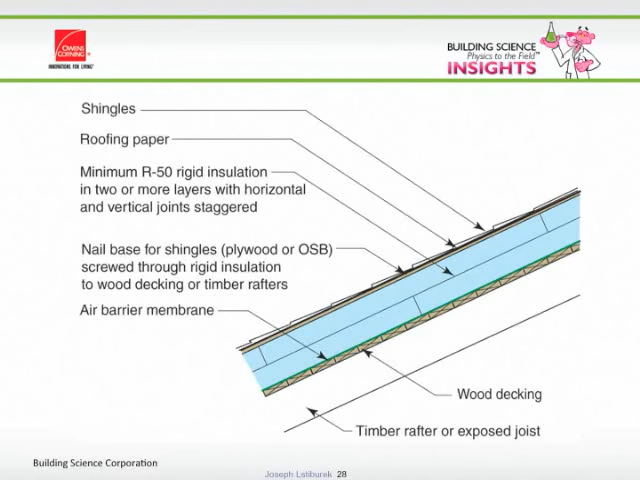 OWENS
CORNING
INNOVATIONS FOR LIVING
BUILDING SCIENCE
Physics to the Field™
INSIGHTS
Shingles
Roofing paper
Minimum R-50 rigid insulation
in two or more layers with horizontal
and vertical joints staggered
Nail base for shingles (plywood or OSB)
screwed through rigid insulation
to wood decking or timber rafters
Air barrier membrane
Wood decking
Timber rafter or exposed joist
Building Science Corporation
Joseph Lstiburek 28